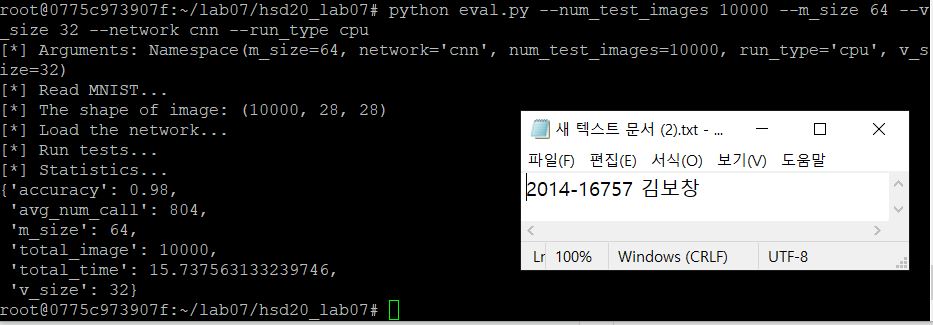 root@0775c973907f:~/lab07/hsd20_lab07# python eval.py --num_test_images 10000 --m_size 64 --v
_size 32 --network cnn --run_type cpu
[*] Arguments: Namespace(m_size=64, network='cnn', num_test_images=10000, run_type='cpu', v_s
ize=32)
[*] Read MNIST...
[*] The shape of image: (10000, 28, 28)
[*] Load the network...
[*] Run tests...
[*] Statistics...
{'accuracy': 0.98,
 'avg_num_call': 804,
 'm_size': 64,
 'total_image': 10000,
 'total_time': 15.737563133239746,
 'v_size': 32}
root@0775c973907f:~/lab07/hsd20_lab07#
새 텍스트 문서 (2).txt - ...
파일(F) 편집(E) 서식(O) 보기(V) 도움말
2014-16757 김보창
Lr 100% Windows (CRLF) UTF-8